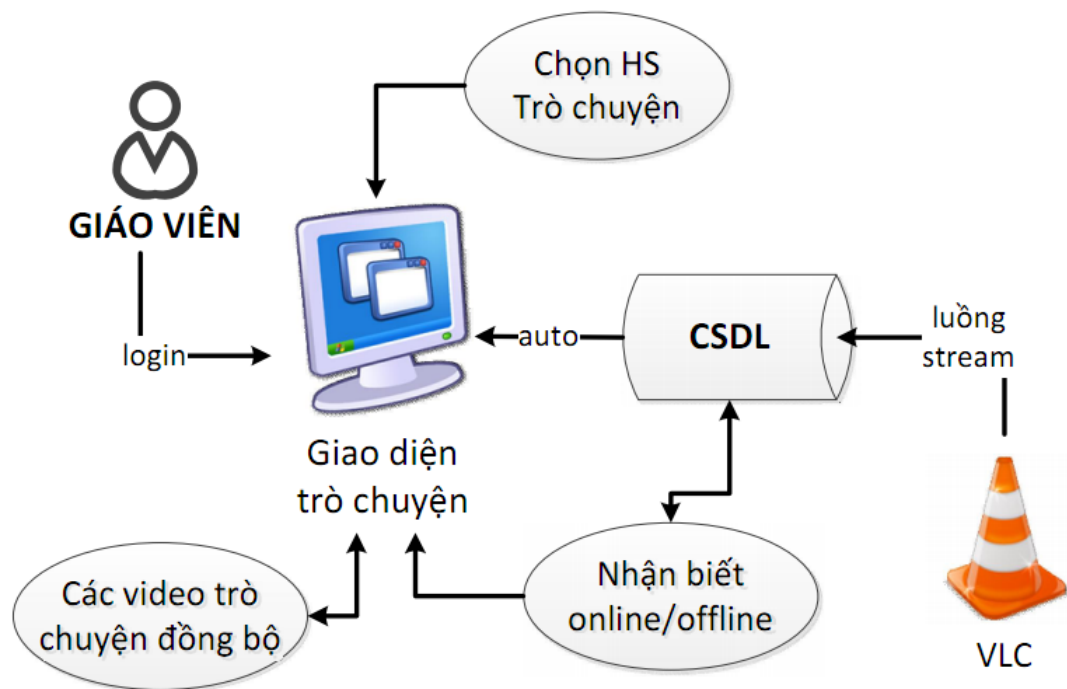 Chọn HS
Trò chuyện
GIÁO VIÊN
login
auto
CSDL
luồng
stream
Giao diện
trò chuyện
Các video trò
chuyện đồng bộ
Nhận biết
online/offline
VLC